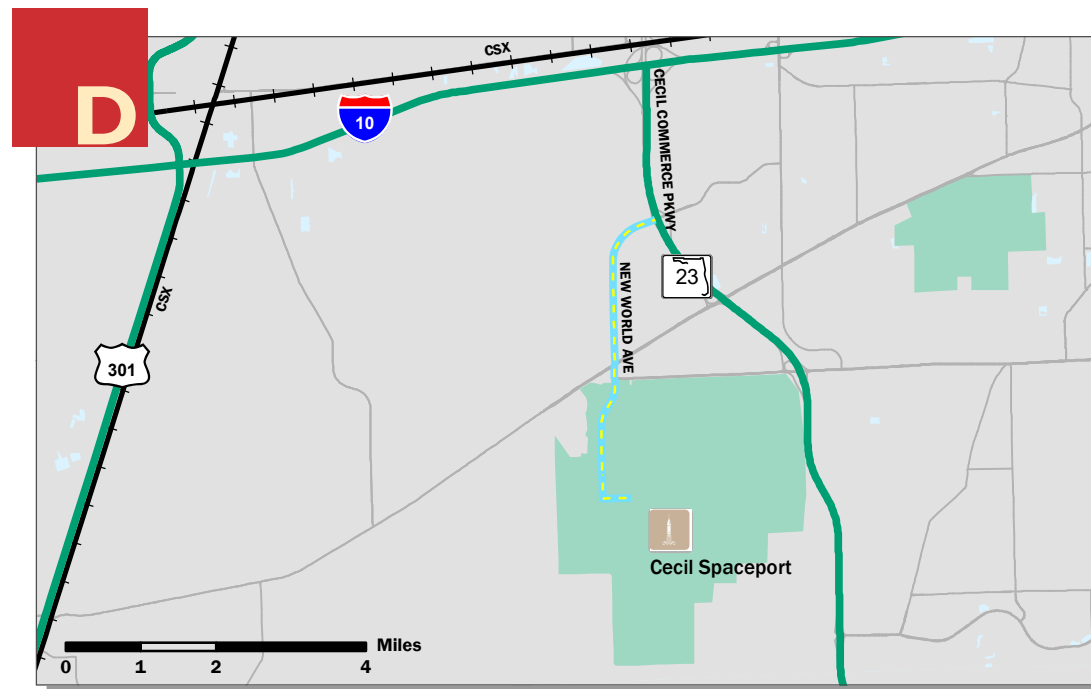 D
CSX
10
CECIL COMMERCE PKWY
23
NEW WORLD AVE
CSX
301
Cecil Spaceport
Miles
0 1 2 4